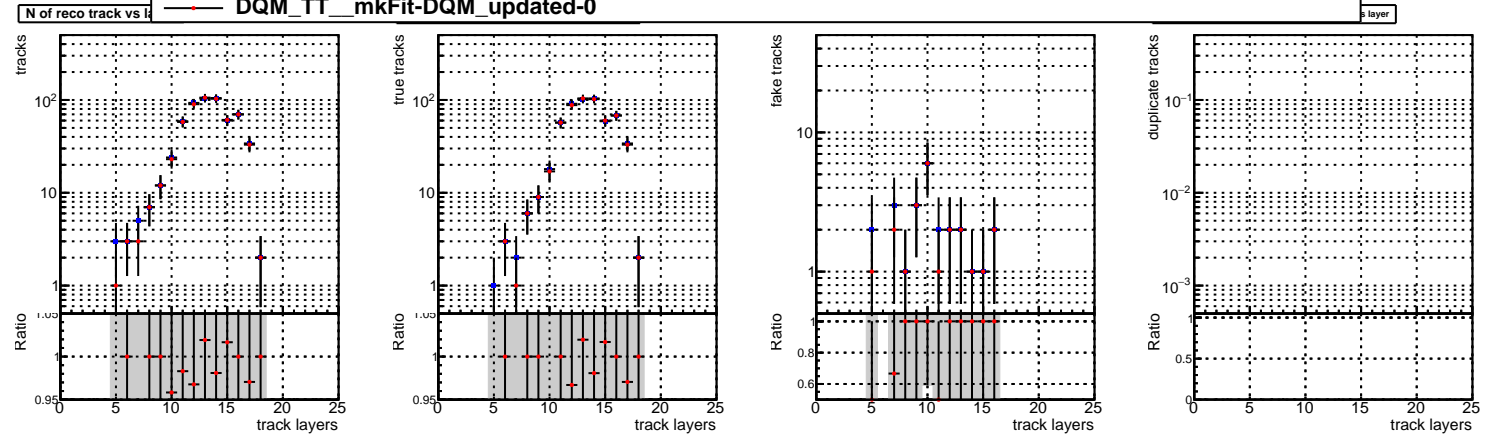 DQM_TT__mkFit-DQM_updated-0
N of reco track vs la
s layer
tracks
10²
10
1
1.05
Ratio
1
0.95
0 5 10 15 20 25
track layers
true tracks
10²
10
1
1.05
Ratio
1
0.95
0 5 10 15 20 25
track layers
fake tracks
10
1
Ratio
1
0.8
0.6
0 5 10 15 20 25
track layers
duplicate tracks
10⁻¹
10⁻²
10⁻³
Ratio
1
0.5
0
0 5 10 15 20 25
track layers